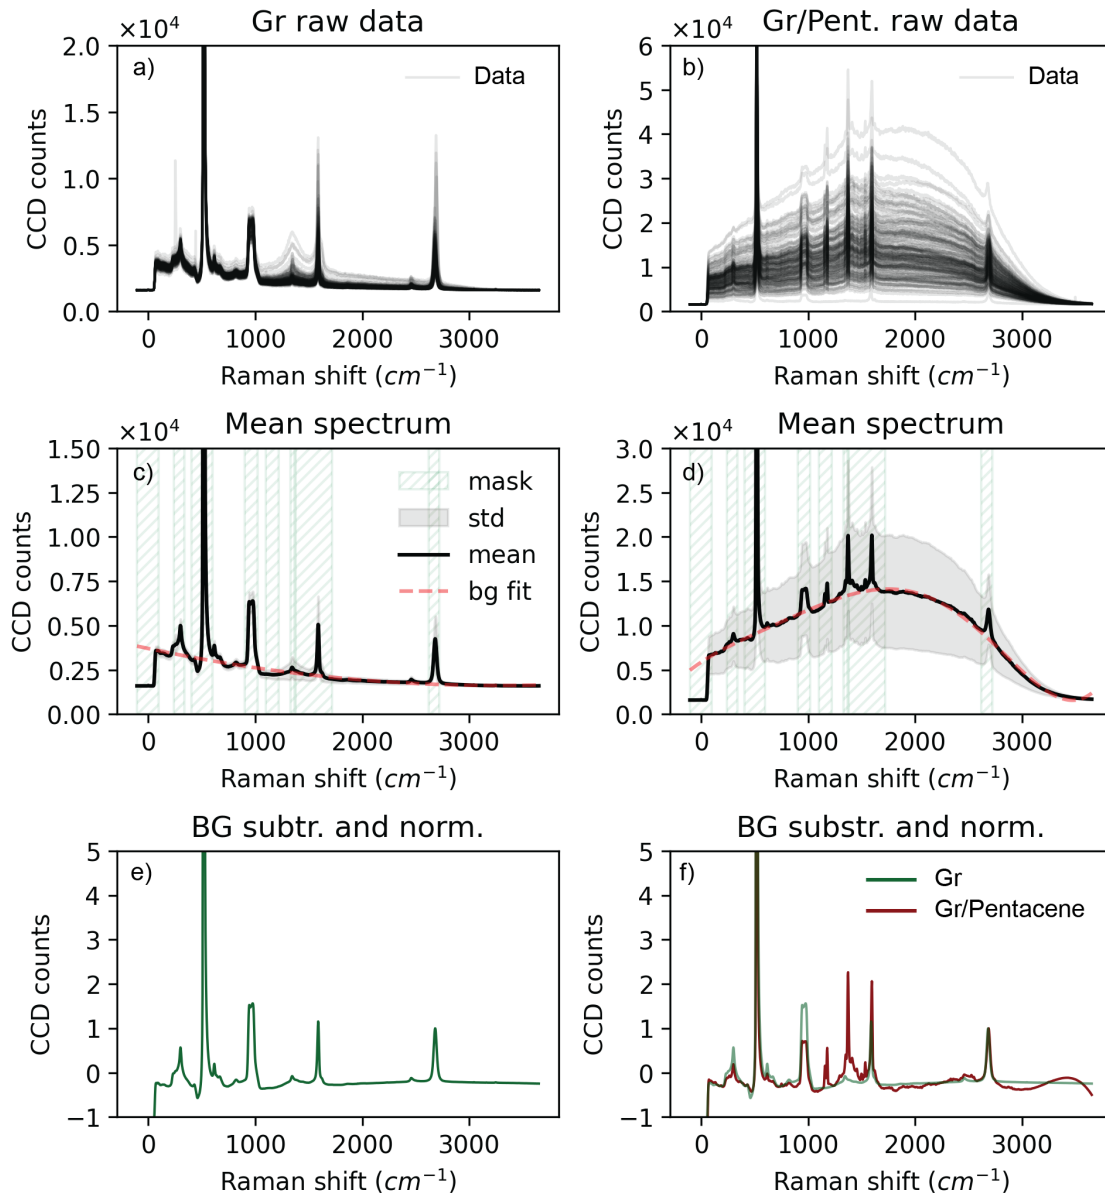 Gr raw data
×10⁴
a)
Data
2.0
1.5
1.0
0.5
0.0
CCD counts
0 1000 2000 3000
Raman shift (cm⁻¹)
Gr/Pent. raw data
×10⁴
b)
Data
6
5
4
3
2
1
0
CCD counts
0 1000 2000 3000
Raman shift (cm⁻¹)
Mean spectrum
×10⁴
c)
mask
std
mean
bg fit
1.50
1.25
1.00
0.75
0.50
0.25
0.00
CCD counts
0 1000 2000 3000
Raman shift (cm⁻¹)
Mean spectrum
×10⁴
d)
3.0
2.5
2.0
1.5
1.0
0.5
0.0
CCD counts
0 1000 2000 3000
Raman shift (cm⁻¹)
BG subtr. and norm.
e)
5
4
3
2
1
0
−1
CCD counts
0 1000 2000 3000
Raman shift (cm⁻¹)
BG substr. and norm.
f)
Gr
Gr/Pentacene
5
4
3
2
1
0
−1
CCD counts
0 1000 2000 3000
Raman shift (cm⁻¹)